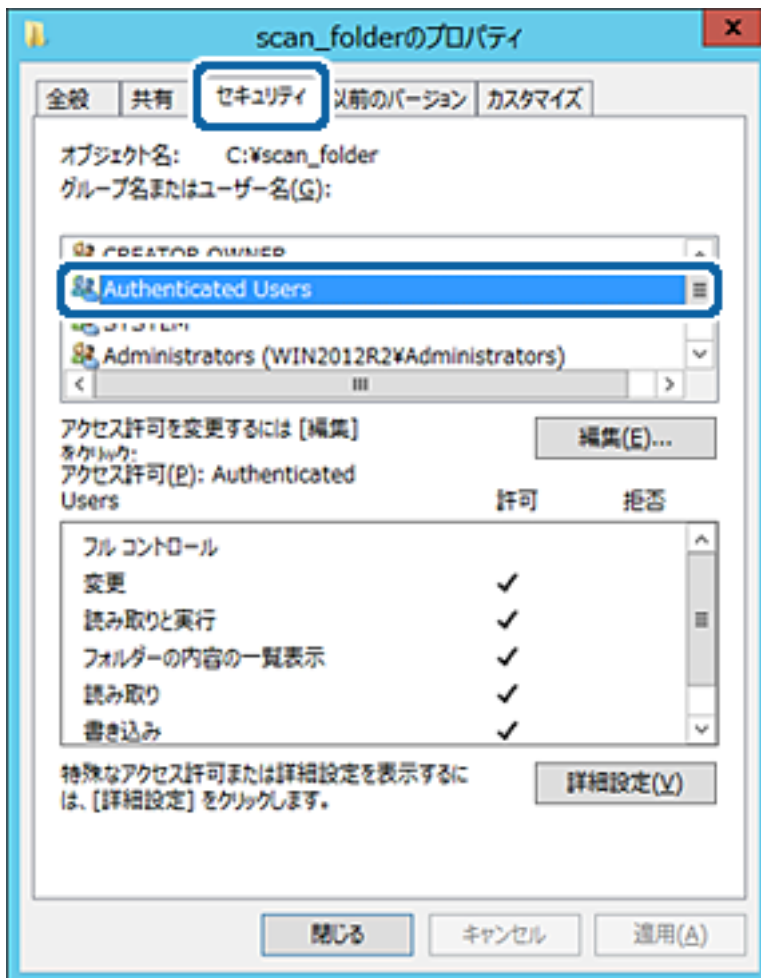 scan_folderのプロパティ
x
全般 共有 セキュリティ 以前のバージョン カスタマイズ
オブジェクト名: C:¥scan_folder
グループ名またはユーザー名(G):
CREATOR OWNER
Authenticated Users
SYSTEM
Administrators (WIN2012R2¥Administrators)
アクセス許可を変更するには [編集]
をクリック:
編集(E)...
アクセス許可(P): Authenticated
Users 許可 拒否
フル コントロール
変更
読み取りと実行
フォルダーの内容の一覧表示
読み取り
書き込み
特殊なアクセス許可または詳細設定を表示するに
は、[詳細設定] をクリックします。
詳細設定(V)
閉じる キャンセル 適用(A)